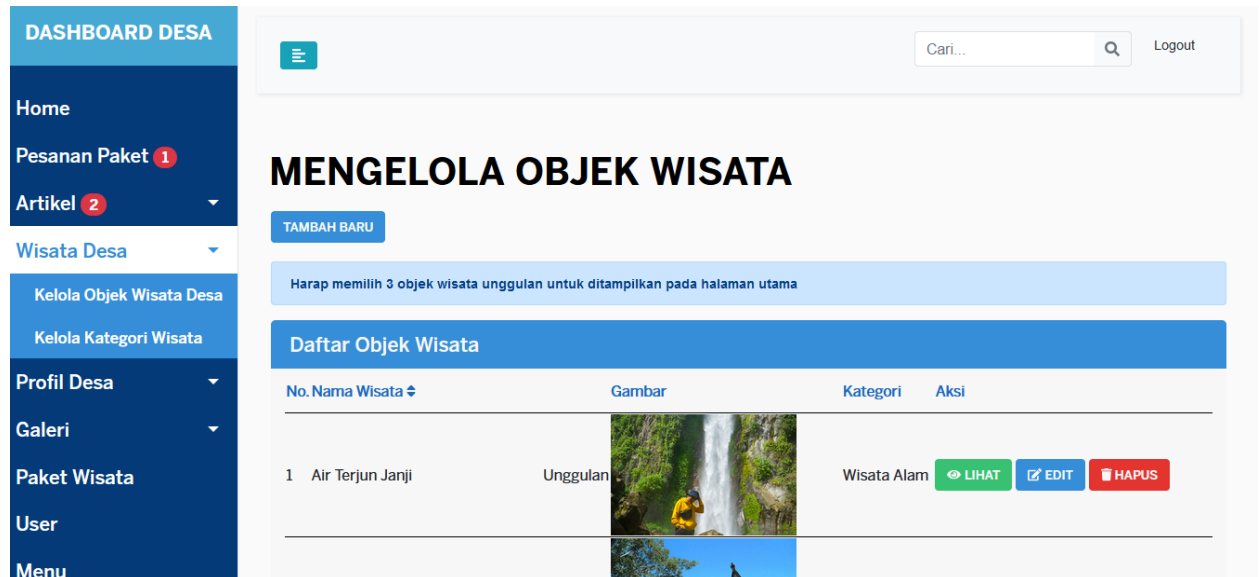 DASHBOARD DESA
Cari...
Logout
Home
Pesanan Paket 1
Artikel 2
Wisata Desa
Kelola Objek Wisata Desa
Kelola Kategori Wisata
Profil Desa
Galeri
Paket Wisata
User
Menu
MENGELOLA OBJEK WISATA
TAMBAH BARU
Harap memilih 3 objek wisata unggulan untuk ditampilkan pada halaman utama
Daftar Objek Wisata
No. Nama Wisata Gambar Kategori Aksi
1 Air Terjun Janji Unggulan Wisata Alam LIHAT EDIT HAPUS